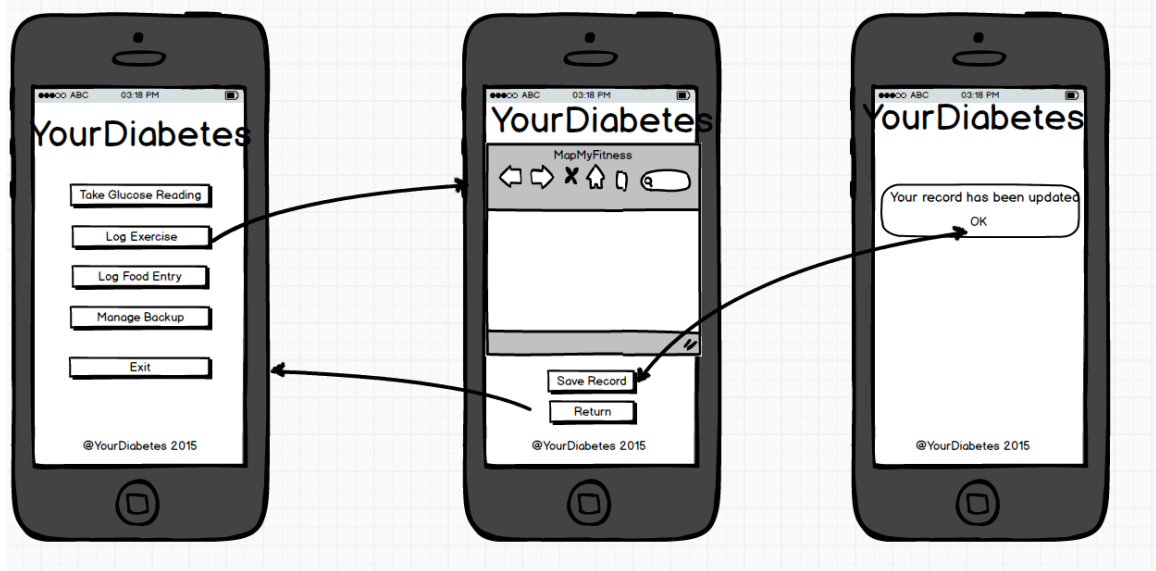 ABC 03:18 PM
YourDiabetes
Take Glucose Reading
Log Exercise
Log Food Entry
Manage Backup
Exit
@YourDiabetes 2015
ABC 03:18 PM
YourDiabetes
MapMyFitness
Save Record
Return
@YourDiabetes 2015
ABC 03:18 PM
YourDiabetes
Your record has been updated
OK
@YourDiabetes 2015